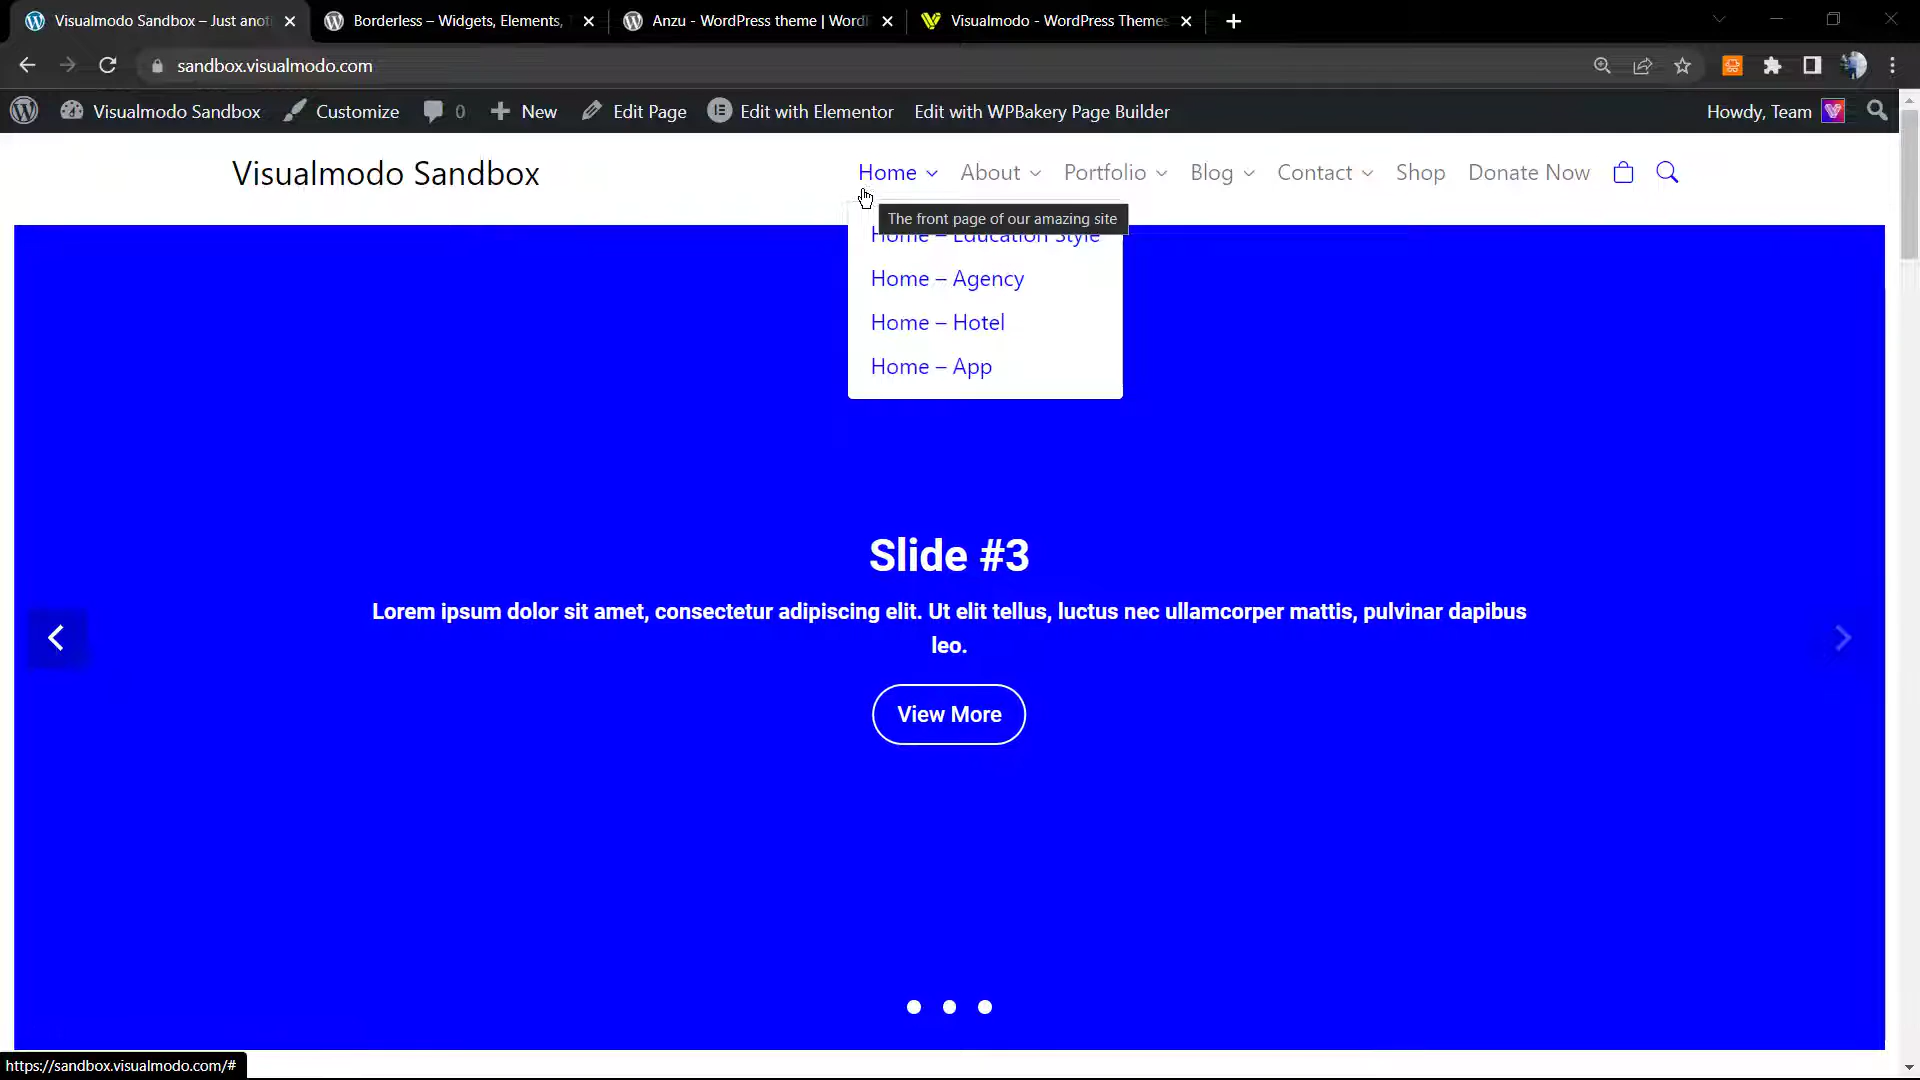 Visualmodo Sandbox – Just anot
Borderless – Widgets, Elements,
Anzu - WordPress theme | Word
Visualmodo - WordPress Themes
sandbox.visualmodo.com
Visualmodo Sandbox
Customize
0
New
Edit Page
Edit with Elementor
Edit with WPBakery Page Builder
Howdy, Team
Visualmodo Sandbox
Home
About
Portfolio
Blog
Contact
Shop
Donate Now
The front page of our amazing site
Home – Education Style
Home – Agency
Home – Hotel
Home – App
Slide #3
Lorem ipsum dolor sit amet, consectetur adipiscing elit. Ut elit tellus, luctus nec ullamcorper mattis, pulvinar dapibus
leo.
View More
https://sandbox.visualmodo.com/#